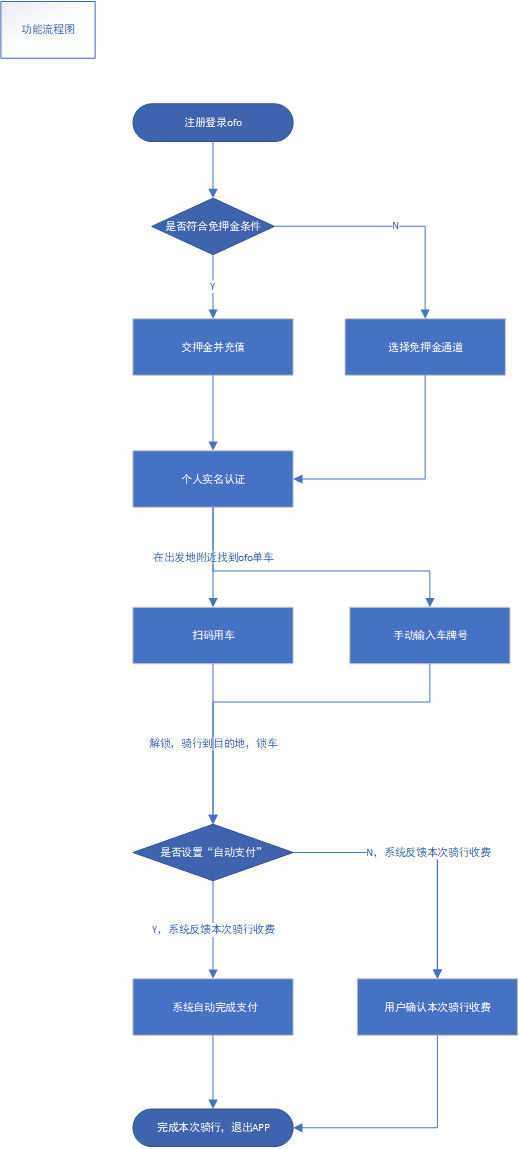 功能流程图
注册登录ofo
是否符合免押金条件
N
Y
交押金并充值
选择免押金通道
个人实名认证
在出发地附近找到ofo单车
扫码用车
手动输入车牌号
解锁，骑行到目的地，锁车
是否设置“自动支付”
N，系统反馈本次骑行收费
Y，系统反馈本次骑行收费
系统自动完成支付
用户确认本次骑行收费
完成本次骑行，退出APP